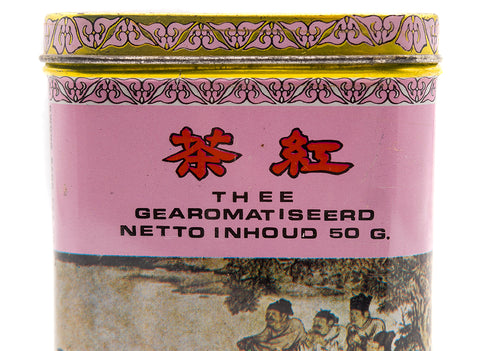 茶紅
THEE
GEAROMATISEERD
NETTO INHOUD 50 G.